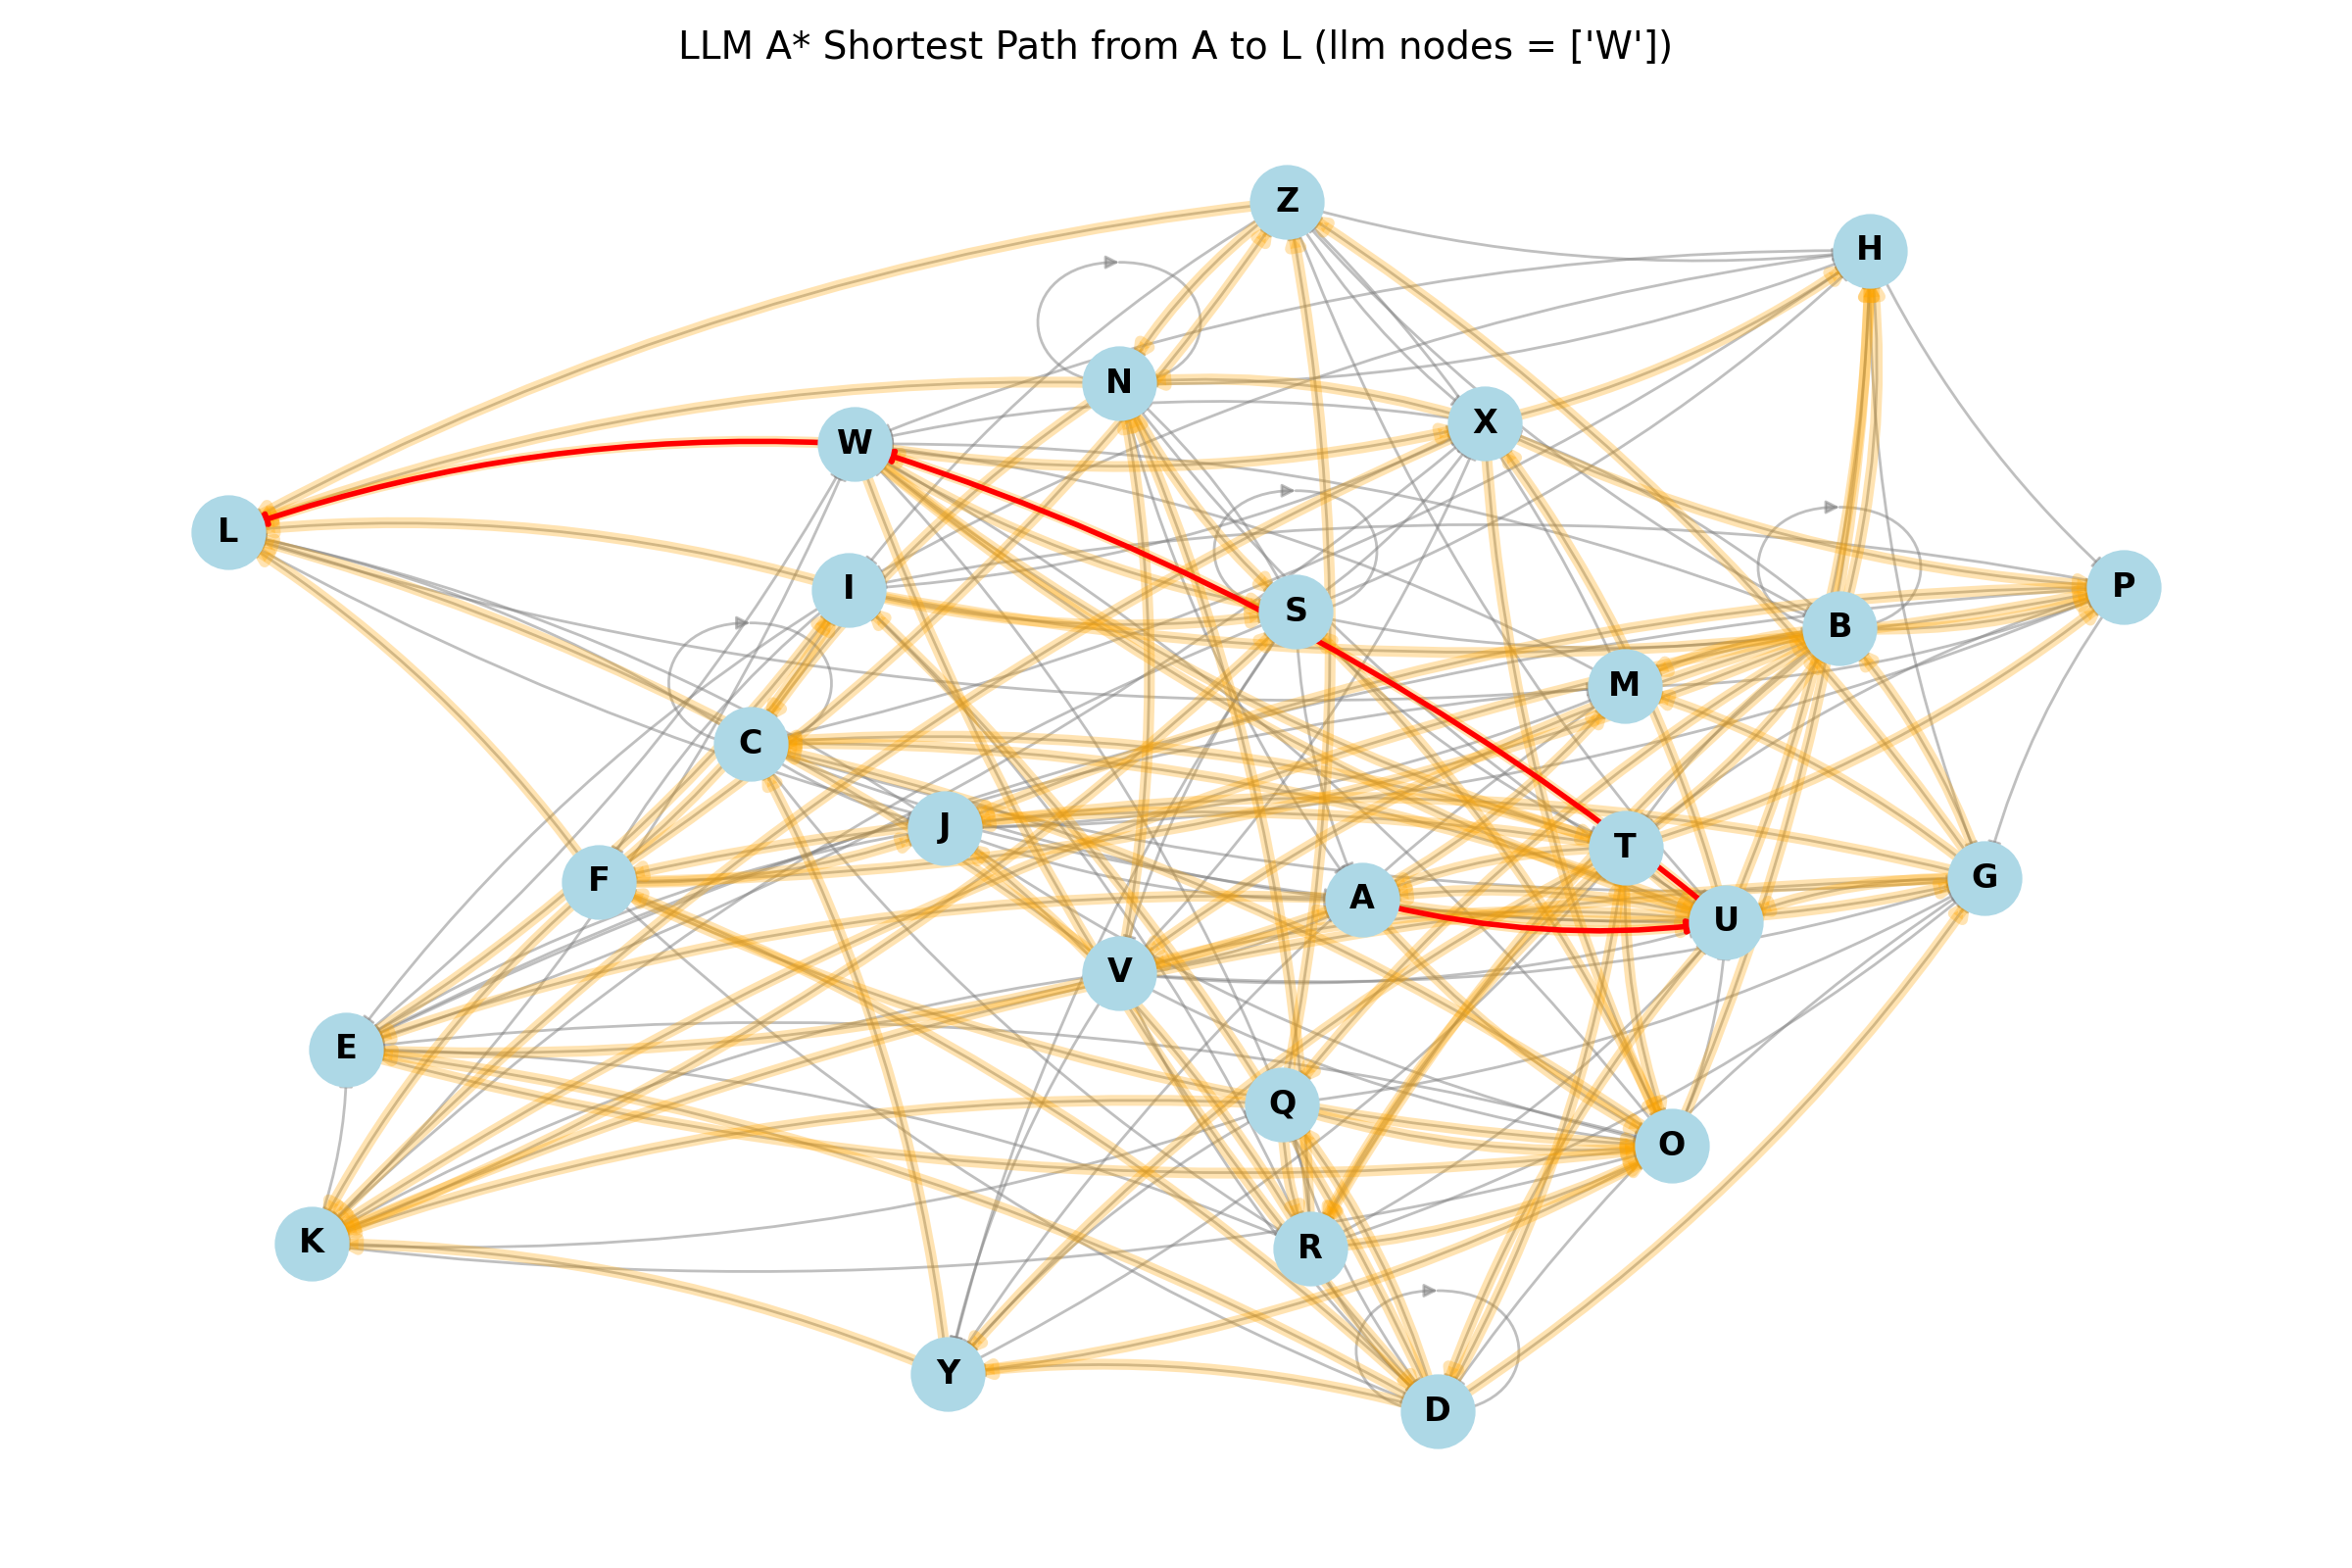 LLM A* Shortest Path from A to L (llm nodes = ['W'])
Z
H
N
X
W
L
I
P
S
B
M
C
J
T
F
G
A
U
V
E
Q
O
K
R
Y
D